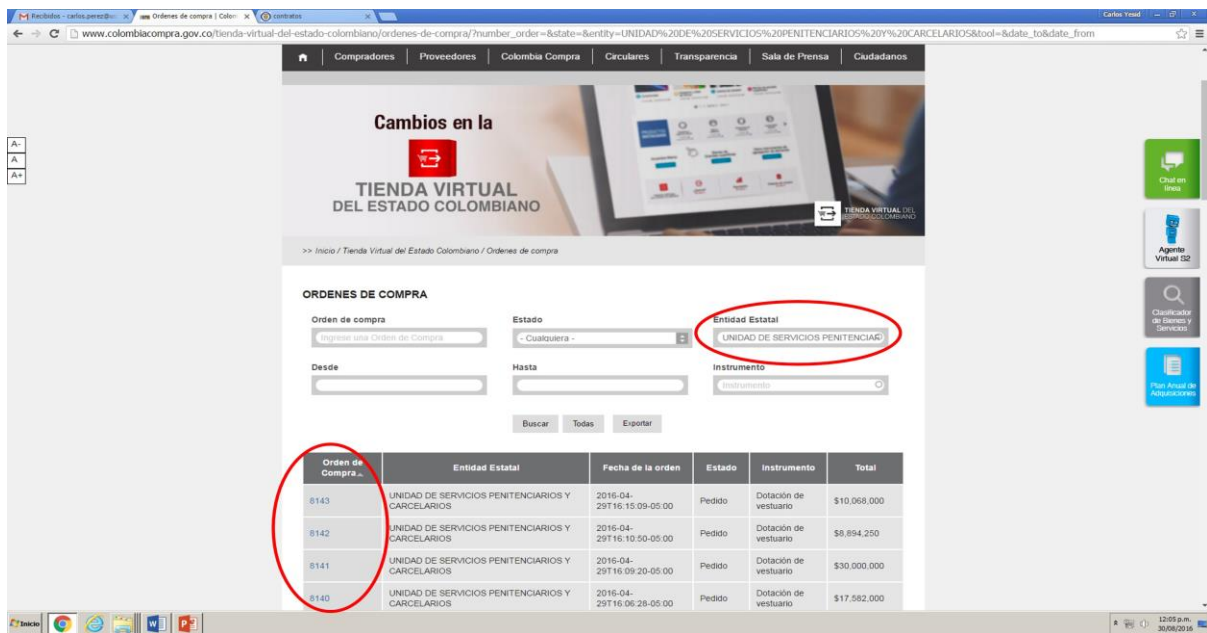 Recibidos - carlos.perez@us
Ordenes de compra | Colom
contratos
Carlos Yesid
www.colombiacompra.gov.co/tienda-virtual-del-estado-colombiano/ordenes-de-compra/?number_order=&state=&entity=UNIDAD%20DE%20SERVICIOS%20PENITENCIARIOS%20Y%20CARCELARIOS&tool=&date_to&date_from
Compradores
Proveedores
Colombia Compra
Circulares
Transparencia
Sala de Prensa
Ciudadanos
A-
A
A+
Cambios en la
TIENDA VIRTUAL
DEL ESTADO COLOMBIANO
TIENDA VIRTUAL DEL
ESTADO COLOMBIANO
Chat en
línea
Agente
Virtual S2
Clasificador
de Bienes y
Servicios
Plan Anual de
Adquisiciones
>> Inicio / Tienda Virtual del Estado Colombiano / Ordenes de compra
ORDENES DE COMPRA
Orden de compra
Estado
Entidad Estatal
Ingrese una Orden de Compra
- Cualquiera -
UNIDAD DE SERVICIOS PENITENCIAR
Desde
Hasta
Instrumento
Instrumento
Buscar
Todas
Exportar
Orden de Compra
Entidad Estatal
Fecha de la orden
Estado
Instrumento
Total
8143
UNIDAD DE SERVICIOS PENITENCIARIOS Y
CARCELARIOS
2016-04-
29T16:15:09-05:00
Pedido
Dotación de
vestuario
$10,068,000
8142
UNIDAD DE SERVICIOS PENITENCIARIOS Y
CARCELARIOS
2016-04-
29T16:10:50-05:00
Pedido
Dotación de
vestuario
$8,894,250
8141
UNIDAD DE SERVICIOS PENITENCIARIOS Y
CARCELARIOS
2016-04-
29T16:09:20-05:00
Pedido
Dotación de
vestuario
$30,000,000
8140
UNIDAD DE SERVICIOS PENITENCIARIOS Y
CARCELARIOS
2016-04-
29T16:06:28-05:00
Pedido
Dotación de
vestuario
$17,582,000
Inicio
12:05 p.m.
30/08/2016